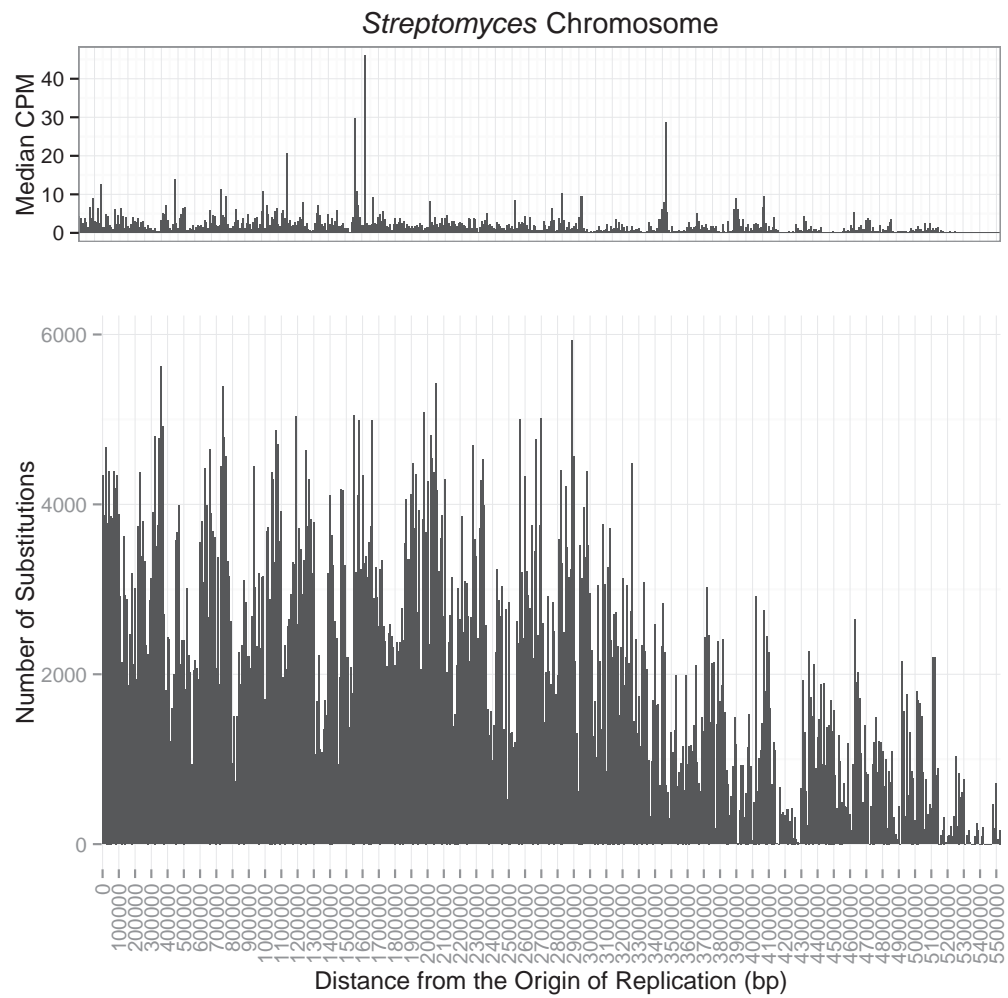 Streptomyces Chromosome
Median CPM
40
30
20
10
0
Number of Substitutions
6000
4000
2000
0
0 100000 200000 300000 400000 500000 600000 700000 800000 900000 1000000 1100000 1200000 1300000 1400000 1500000 1600000 1700000 1800000 1900000 2000000 2100000 2200000 2300000 2400000 2500000 2600000 2700000 2800000 2900000 3000000 3100000 3200000 3300000 3400000 3500000 3600000 3700000 3800000 3900000 4000000 4100000 4200000 4300000 4400000 4500000 4600000 4700000 4800000 4900000 5000000 5100000 5200000 5300000 5400000 5500000
Distance from the Origin of Replication (bp)